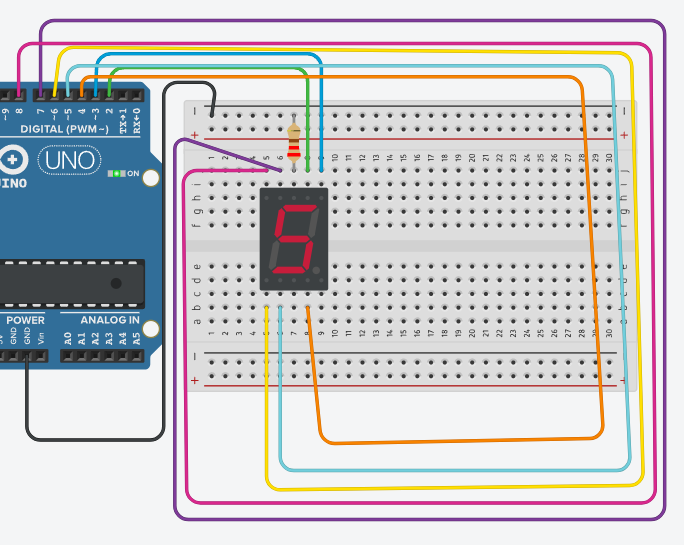 ~9
8
7
~6
~5
4
~3
2
TX→1
RX←0
DIGITAL (PWM~)
UNO
ON
INO
POWER
ANALOG IN
GND
GND
Vin
A0
A1
A2
A3
A4
A5
− −
+ +
1 2 3 4 5 6 7 8 9 10 11 12 13 14 15 16 17 18 19 20 21 22 23 24 25 26 27 28 29 30
j
i i
h h
g g
f f
5
e e
d d
c c
b b
a a
1 2 3 4 5 6 7 8 9 10 11 12 13 14 15 16 17 18 19 20 21 22 23 24 25 26 27 28 29 30
− −
+ +